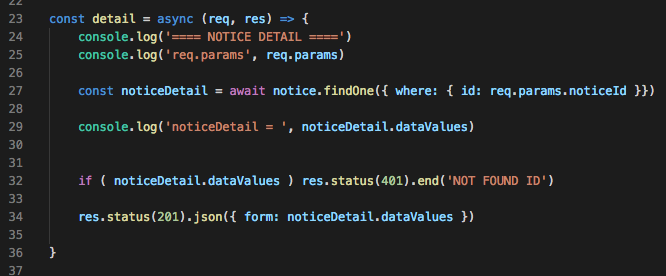 22
23 const detail = async (req, res) => {
24 console.log('==== NOTICE DETAIL ====')
25 console.log('req.params', req.params)
26
27 const noticeDetail = await notice.findOne({ where: { id: req.params.noticeId }})
28
29 console.log('noticeDetail = ', noticeDetail.dataValues)
30
31
32 if ( noticeDetail.dataValues ) res.status(401).end('NOT FOUND ID')
33
34 res.status(201).json({ form: noticeDetail.dataValues })
35
36 }
37